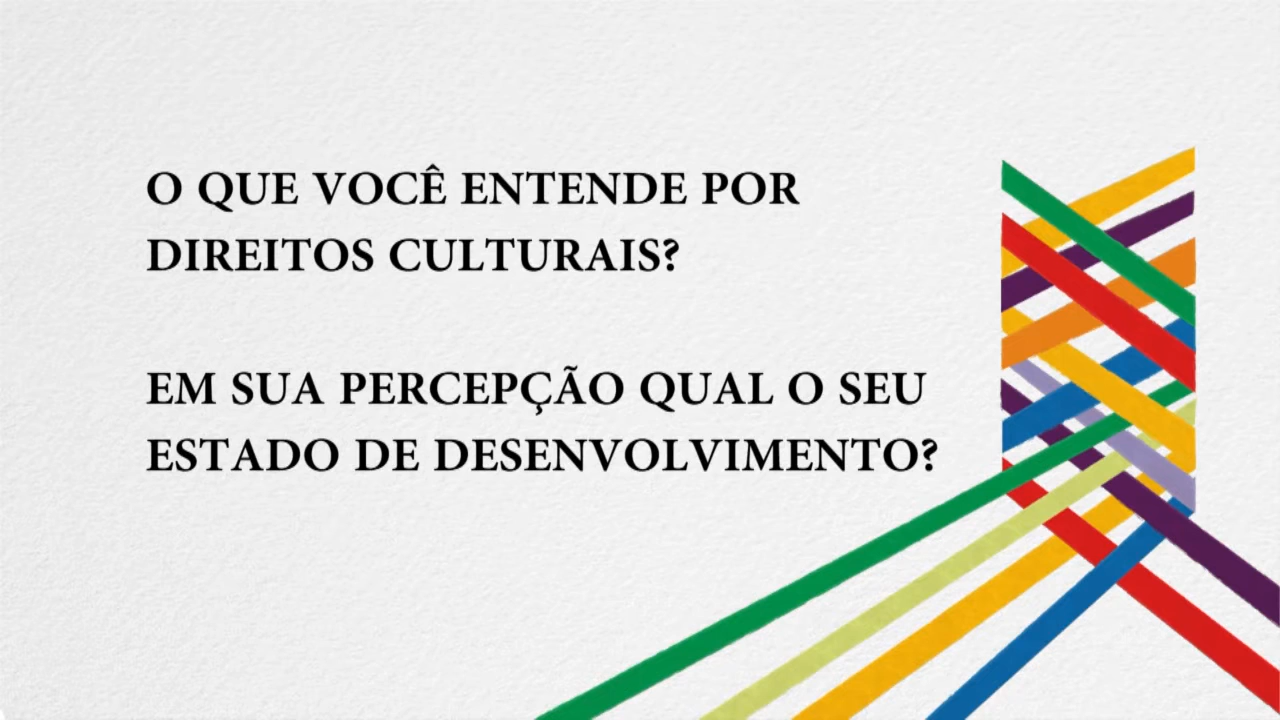 O QUE VOCÊ ENTENDE POR
DIREITOS CULTURAIS?
EM SUA PERCEPÇÃO QUAL O SEU
ESTADO DE DESENVOLVIMENTO?